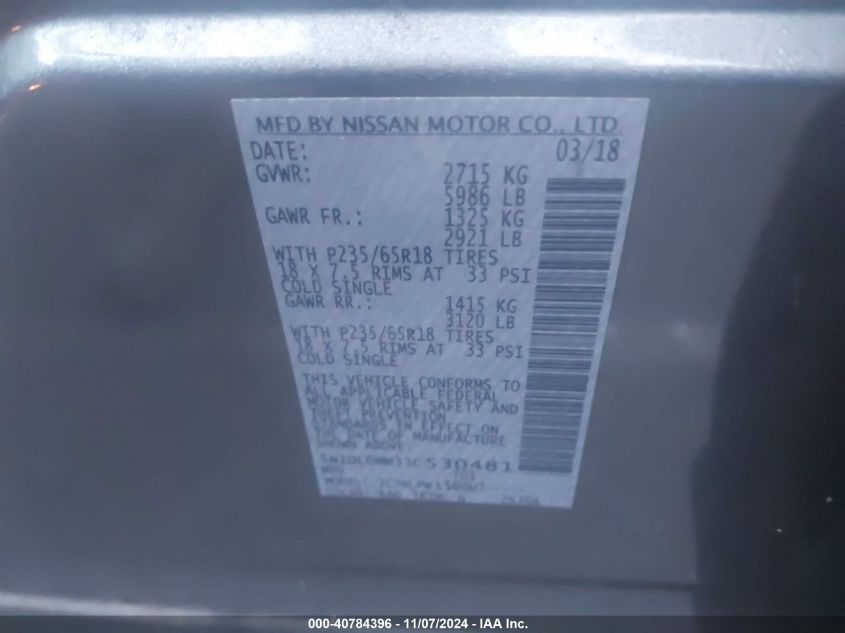 MFD BY NISSAN MOTOR CO., LTD.
DATE: 03/18
GVWR: 2715 KG
5986 LB
GAWR FR.: 1325 KG
2921 LB
WITH P235/65R18 TIRES
18 X 7.5 RIMS AT 33 PSI
COLD SINGLE
GAWR RR.: 1415 KG
3120 LB
WITH P235/65R18 TIRES
18 X 7.5 RIMS AT 33 PSI
COLD SINGLE
THIS VEHICLE CONFORMS TO
ALL APPLICABLE FEDERAL
MOTOR VEHICLE SAFETY AND
THEFT PREVENTION
STANDARDS IN EFFECT ON
THE DATE OF MANUFACTURE
SHOWN ABOVE.
000-40784396 - 11/07/2024 - IAA Inc.